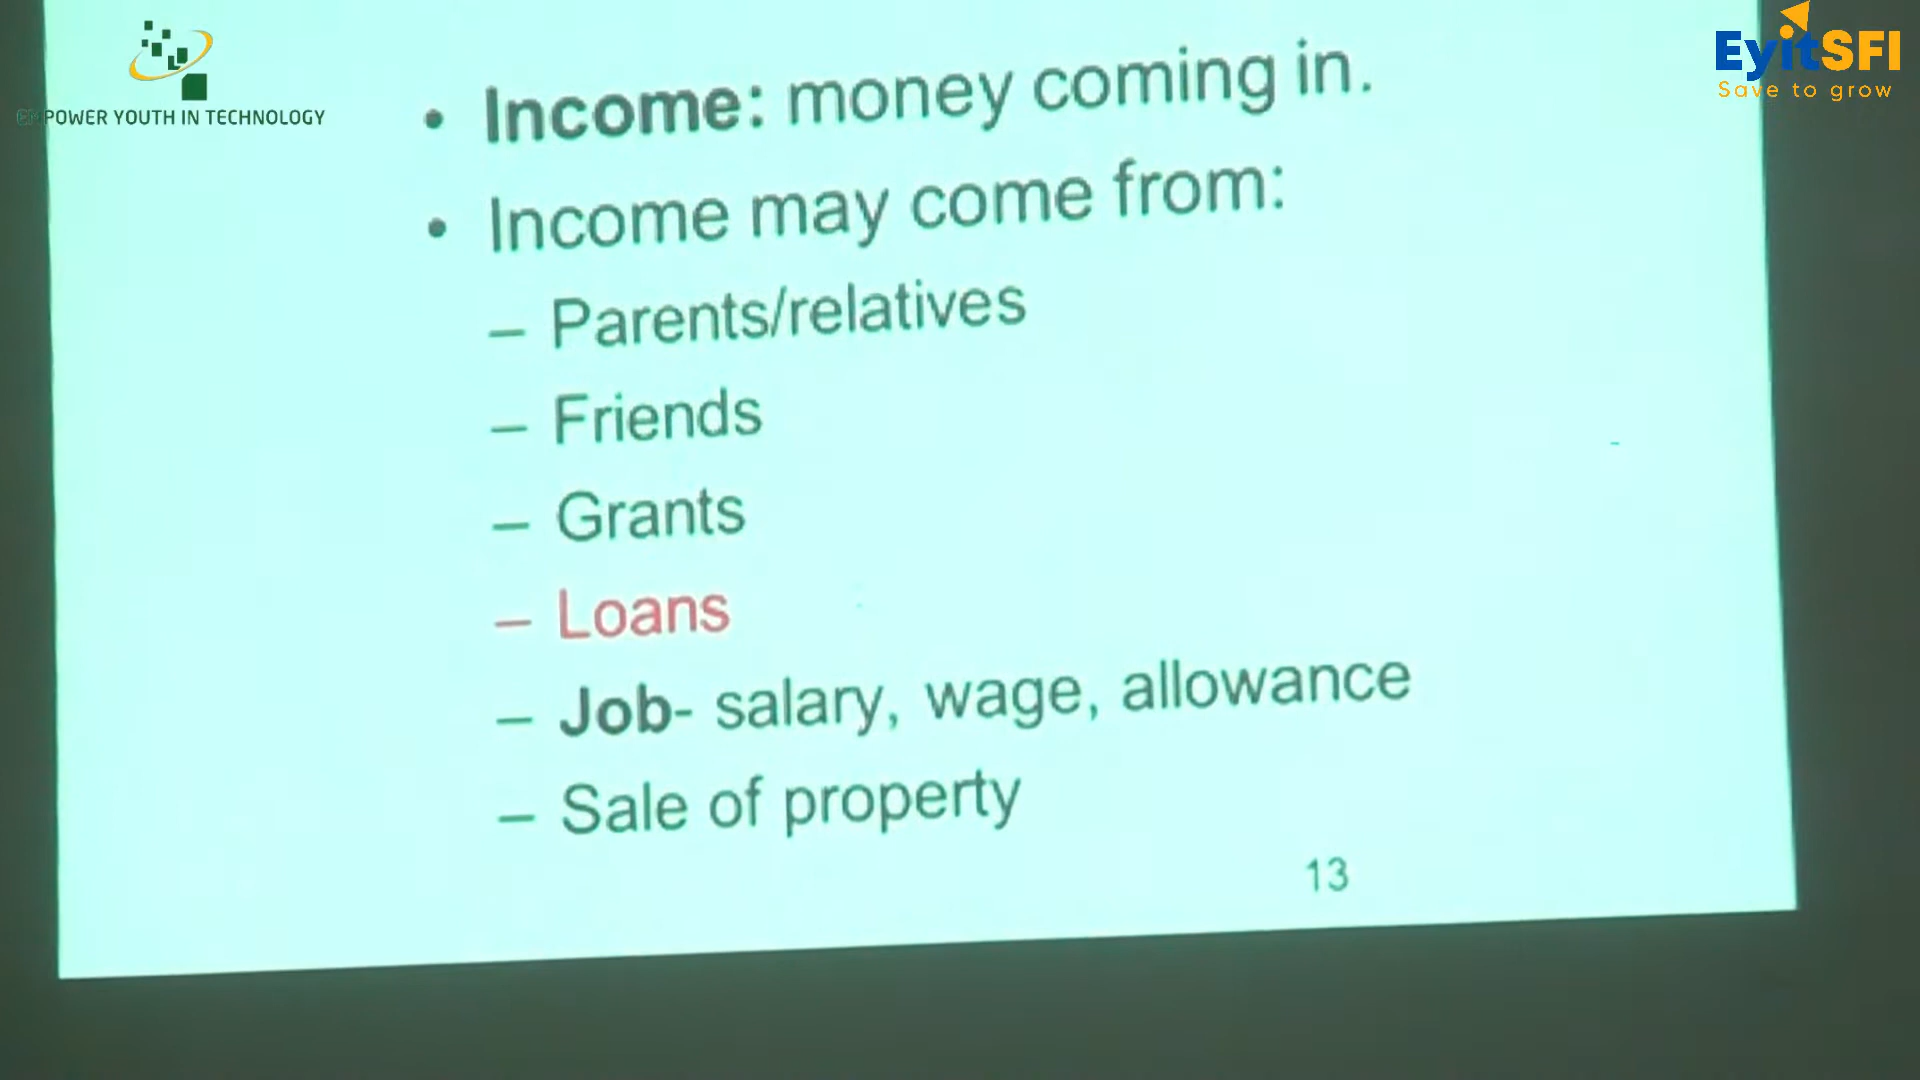 EMPOWER YOUTH IN TECHNOLOGY
EyitSFI
Save to grow
• Income: money coming in.
• Income may come from:
– Parents/relatives
– Friends
– Grants
– Loans
– Job- salary, wage, allowance
– Sale of property
13